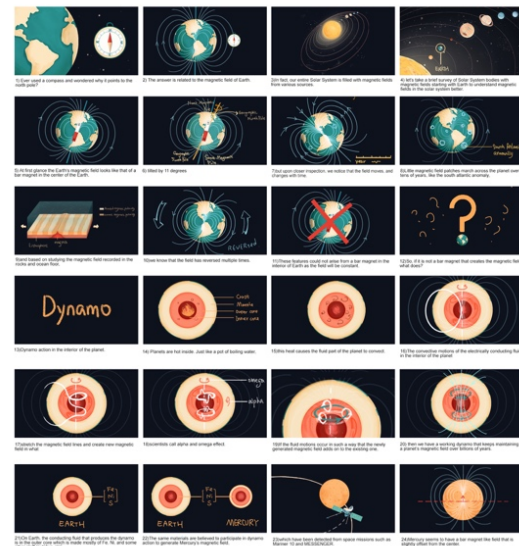 1) Ever used a compass and wondered why it points to the
north pole?
2) The answer is related to the magnetic field of Earth.
3)In fact, our entire Solar System is filled with magnetic fields
from various sources.
4) let's take a brief survey of Solar System bodies with
magnetic fields starting with Earth to understand magnetic
fields in the solar system better.
5) At first glance the Earth's magnetic field looks like that of a
bar magnet in the center of the Earth.
6) tilted by 11 degrees
7)but upon closer inspection, we notice that the field moves, and
changes with time.
8)Little magnetic field patches march across the planet over
tens of years, like the south atlantic anomaly.
9)and based on studying the magnetic field recorded in the
rocks and ocean floor.
REVERSED
10)we know that the field has reversed multiple times.
11)These features could not arise from a bar magnet in the
interior of Earth as the field will be constant.
?
12)So, if it is not a bar magnet that creates the magnetic field
what does?
Dynamo
13)Dynamo action in the interior of the planet.
Crust
Mantle
Outer core
Inner core
14) Planets are hot inside. Just like a pot of boiling water.
15)this heat causes the fluid part of the planet to convect.
16)The convective motions of the electrically conducting fluid
in the interior of the planet
17)stretch the magnetic field lines and create new magnetic
field in what
omega
alpha
18)scientists call alpha and omega effect.
19)If the fluid motions occur in such a way that the newly
generated magnetic field adds on to the existing one.
20) then we have a working dynamo that keeps maintaining
a planet's magnetic field over billions of years.
EARTH
Fe
Ni
S
21)On Earth, the conducting fluid that produces the dynamo
is in the outer core which is made mostly of Fe, Ni, and some
EARTH
Fe
Ni
S
MERCURY
22)The same materials are believed to participate in dynamo
action to generate Mercury's magnetic field.
23)which have been detected from space missions such as
Mariner 10 and MESSENGER
24)Mercury seems to have a bar magnet like field that is
slightly offset from the center.